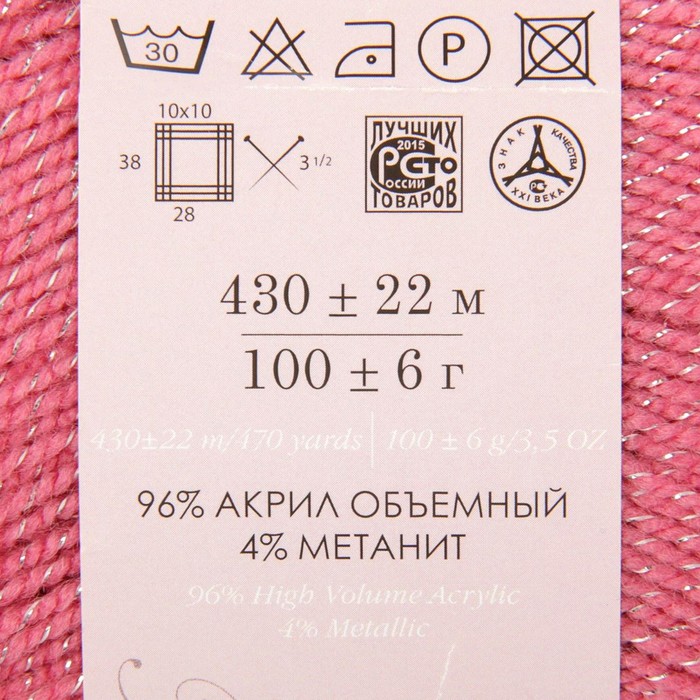 30 P
10x10
38 3 1/2
28
ЛУЧШИХ
2015
СТО
РОССИИ
ТОВАРОВ
ЗНАК КАЧЕСТВА
РСТ
XXI ВЕКА
430 ± 22 м
100 ± 6 г
430±22 m/470 yards | 100 ± 6 g/3,5 OZ
96% АКРИЛ ОБЪЕМНЫЙ
4% МЕТАНИТ
96% High Volume Acrylic
4% Metallic